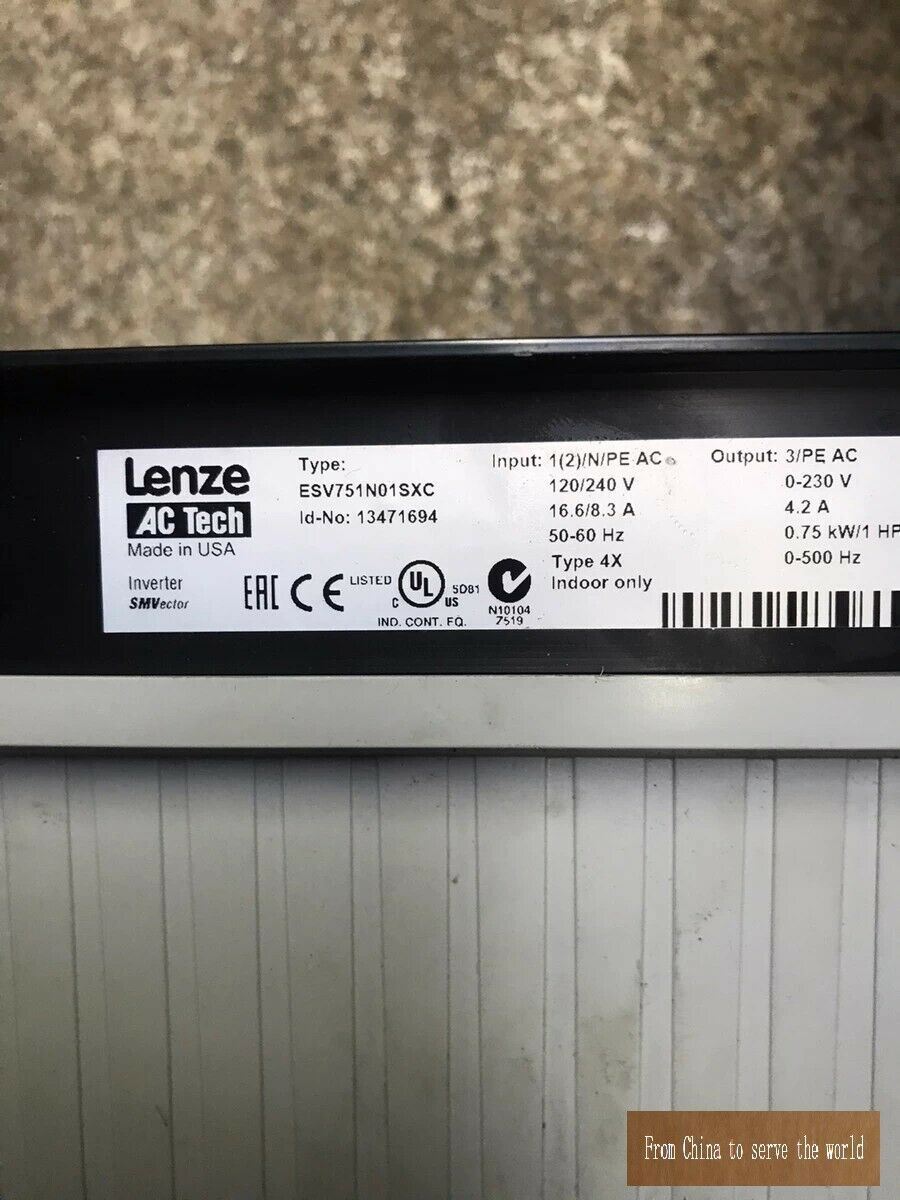 Lenze
AC Tech
Made in USA
Inverter
SMVector
Type:
ESV751N01SXC
Id-No: 13471694
EAC CE LISTED C UL US 5D81
IND. CONT. EQ.
N10104
7519
Input: 1(2)/N/PE AC
120/240 V
16.6/8.3 A
50-60 Hz
Type 4X
Indoor only
Output: 3/PE AC
0-230 V
4.2 A
0.75 kW/1 HP
0-500 Hz
From China to serve the world